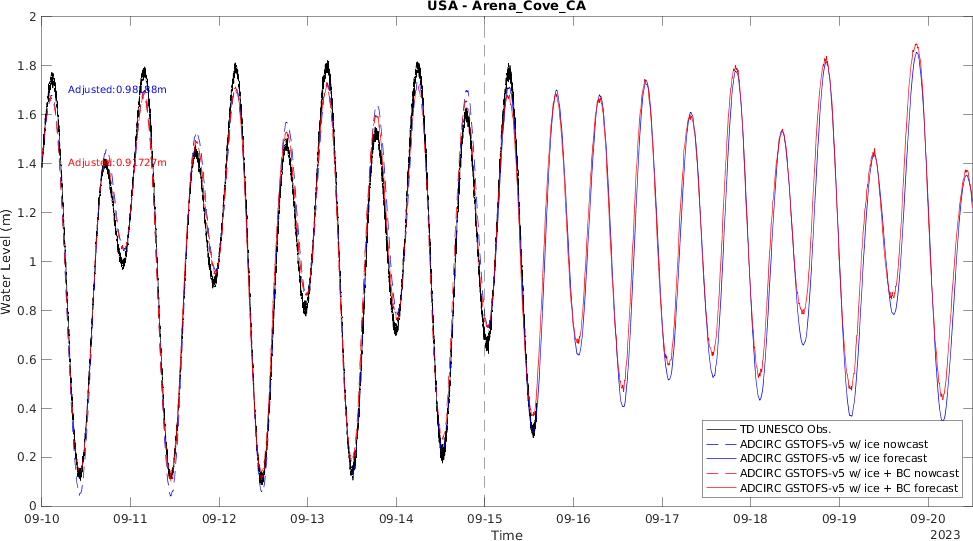 USA - Arena_Cove_CA
Water Level (m)
2
1.8
1.6
1.4
1.2
1
0.8
0.6
0.4
0.2
0
Adjusted:0.98188m
Adjusted:0.91727m
TD UNESCO Obs.
ADCIRC GSTOFS-v5 w/ ice nowcast
ADCIRC GSTOFS-v5 w/ ice forecast
ADCIRC GSTOFS-v5 w/ ice + BC nowcast
ADCIRC GSTOFS-v5 w/ ice + BC forecast
09-10 09-11 09-12 09-13 09-14 09-15 09-16 09-17 09-18 09-19 09-20
Time
2023